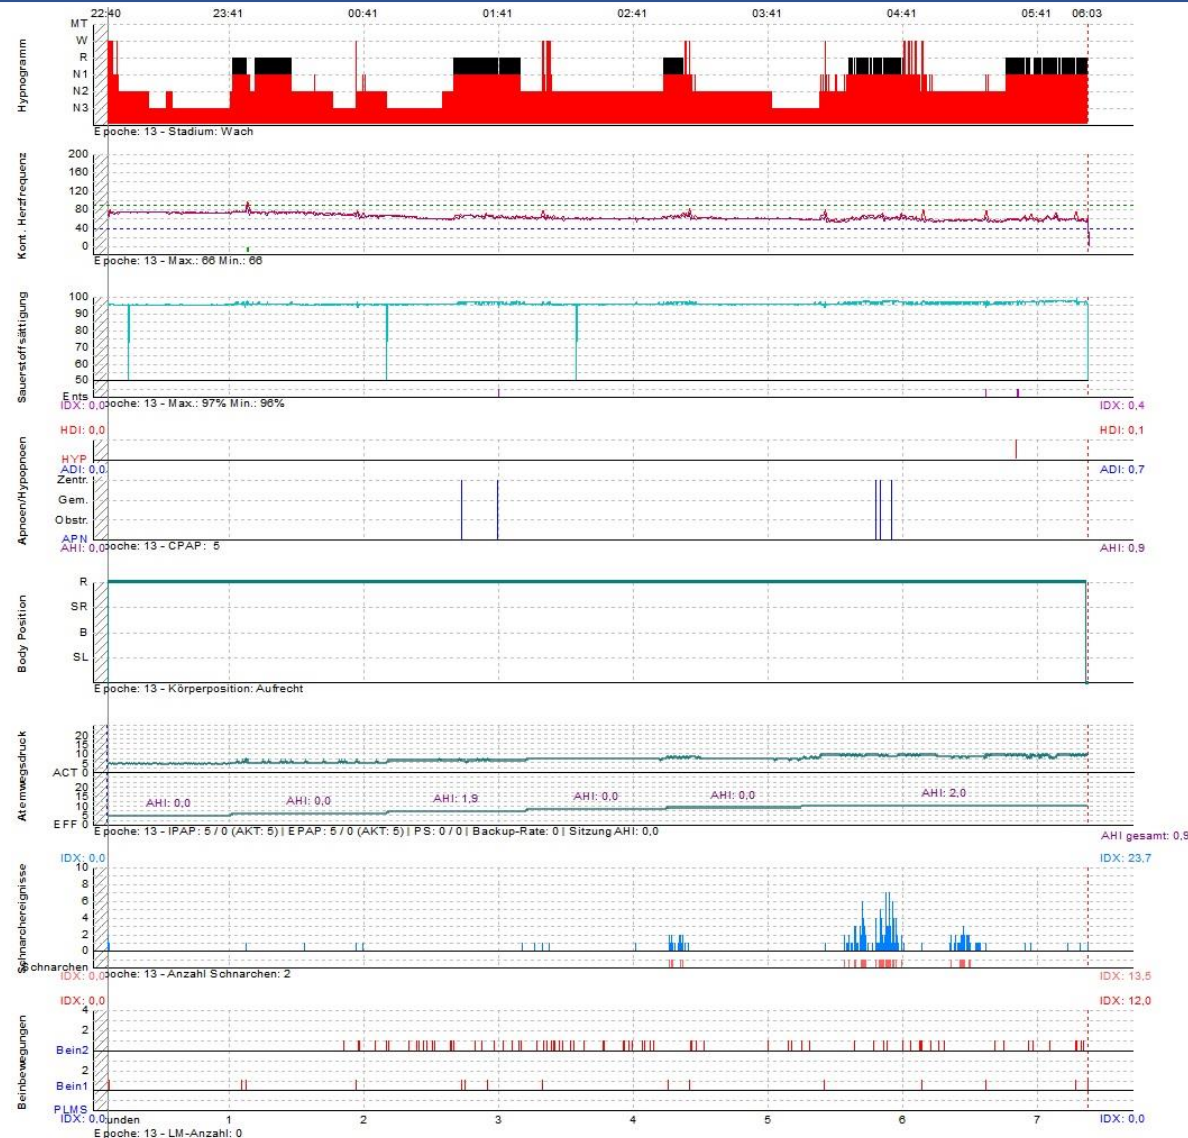 22:40 23:41 00:41 01:41 02:41 03:41 04:41 05:41 06:03
Hypnogramm
MT
W
R
N1
N2
N3
Epoche: 13 - Stadium: Wach
Kont. Herzfrequenz
200
160
120
80
40
0
Epoche: 13 - Max.: 66 Min.: 66
Sauerstoffsättigung
100
90
80
70
60
50
Ents
IDX: 0,0 poche: 13 - Max.: 97% Min.: 96% IDX: 0,4
Apnoen/Hypopnoen
HDI: 0,0 HDI: 0,1
HYP
ADI: 0,0 ADI: 0,7
Zentr.
Gem.
Obstr.
APN
AHI: 0,0 poche: 13 - CPAP: 5 AHI: 0,9
Body Position
R
SR
B
SL
Epoche: 13 - Körperposition: Aufrecht
Atemwegsdruck
20
15
10
5
ACT 0
20
15
10
5
AHI: 0,0 AHI: 0,0 AHI: 1,9 AHI: 0,0 AHI: 0,0 AHI: 2,0
EFF 0
Epoche: 13 - IPAP: 5 / 0 (AKT: 5) | EPAP: 5 / 0 (AKT: 5) | PS: 0 / 0 | Backup-Rate: 0 | Sitzung AHI: 0,0
AHI gesamt: 0,9
Schnarchereignisse
IDX: 0,0 IDX: 23,7
10
8
6
4
2
0
Schnarchen
IDX: 0,0 poche: 13 - Anzahl Schnarchen: 2 IDX: 13,5
Beinbewegungen
IDX: 0,0 IDX: 12,0
4
2
Bein2
2
Bein1
PLMS
IDX: 0,0 unden 1 2 3 4 5 6 7 IDX: 0,0
Epoche: 13 - LM-Anzahl: 0